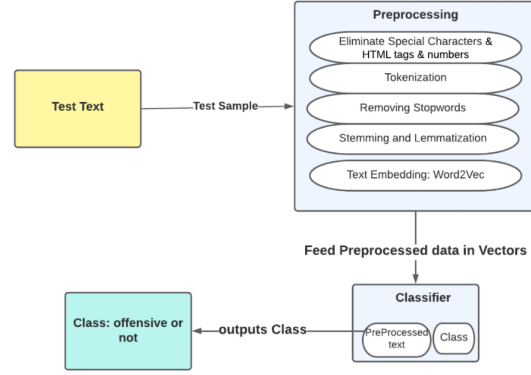 Preprocessing
Eliminate Special Characters &
HTML tags & numbers
Tokenization
Test Text
Test Sample
Removing Stopwords
Stemming and Lemmatization
Text Embedding: Word2Vec
Feed Preprocessed data in Vectors
Classifier
Class: offensive or
not
outputs Class
PreProcessed
text
Class